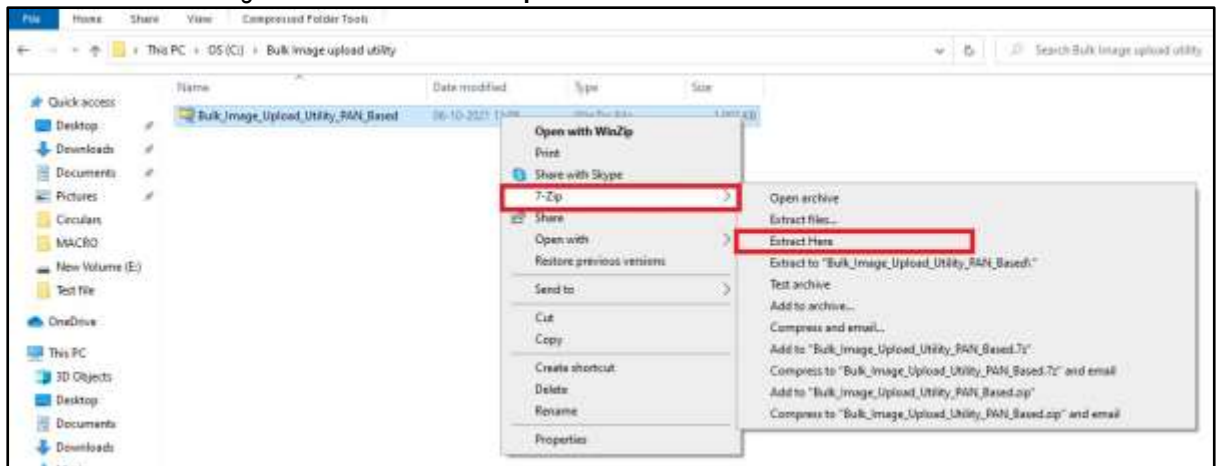 File Home Share View Compressed Folder Tools
This PC › OS (C:) › Bulk image upload utility
Search Bulk image upload utility
Name Date modified Type Size
Bulk_Image_Upload_Utility_PAN_Based 06-10-2021
Quick access
Desktop
Downloads
Documents
Pictures
Circulars
MACRO
New Volume (E:)
Test file
OneDrive
This PC
3D Objects
Desktop
Documents
Downloads
Open with WinZip
Print
Share with Skype
7-Zip
Share
Open with
Restore previous versions
Send to
Cut
Copy
Create shortcut
Delete
Rename
Properties
Open archive
Extract files...
Extract Here
Extract to "Bulk_Image_Upload_Utility_PAN_Based\"
Test archive
Add to archive...
Compress and email...
Add to "Bulk_Image_Upload_Utility_PAN_Based.7z"
Compress to "Bulk_Image_Upload_Utility_PAN_Based.7z" and email
Add to "Bulk_Image_Upload_Utility_PAN_Based.zip"
Compress to "Bulk_Image_Upload_Utility_PAN_Based.zip" and email